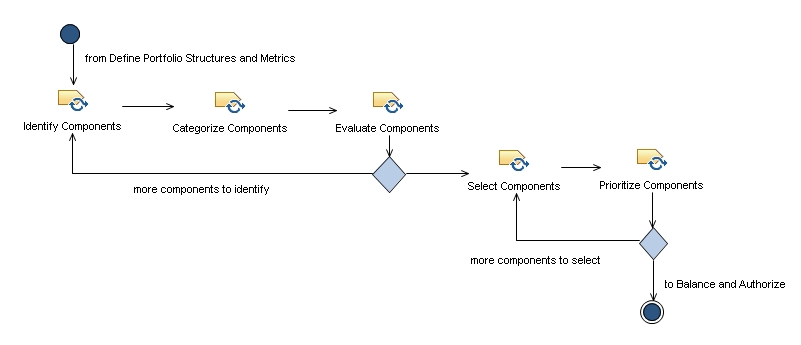 from Define Portfolio Structures and Metrics
Identify Components
Categorize Components
Evaluate Components
more components to identify
Select Components
Prioritize Components
more components to select
to Balance and Authorize